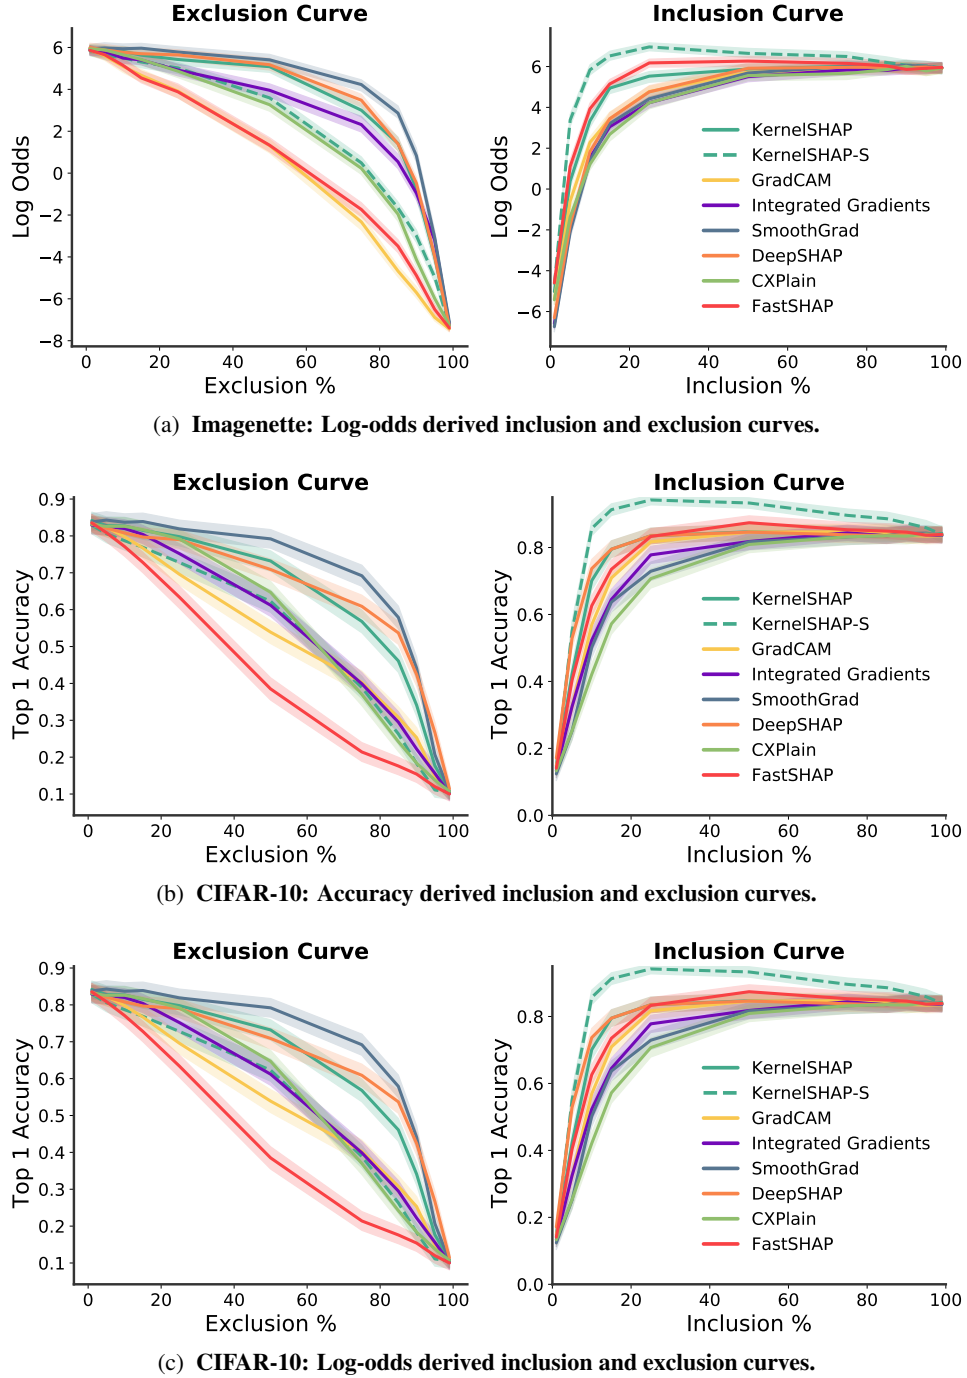 Exclusion Curve
Inclusion Curve
6
4
2
0
−2
−4
−6
−8
Log Odds
0 20 40 60 80 100
Exclusion %
6
4
2
0
−2
−4
−6
Log Odds
KernelSHAP
KernelSHAP-S
GradCAM
Integrated Gradients
SmoothGrad
DeepSHAP
CXPlain
FastSHAP
0 20 40 60 80 100
Inclusion %
(a) Imagenette: Log-odds derived inclusion and exclusion curves.
Exclusion Curve
Inclusion Curve
0.9
0.8
0.7
0.6
0.5
0.4
0.3
0.2
0.1
Top 1 Accuracy
0 20 40 60 80 100
Exclusion %
0.8
0.6
0.4
0.2
0.0
Top 1 Accuracy
KernelSHAP
KernelSHAP-S
GradCAM
Integrated Gradients
SmoothGrad
DeepSHAP
CXPlain
FastSHAP
0 20 40 60 80 100
Inclusion %
(b) CIFAR-10: Accuracy derived inclusion and exclusion curves.
Exclusion Curve
Inclusion Curve
0.9
0.8
0.7
0.6
0.5
0.4
0.3
0.2
0.1
Top 1 Accuracy
0 20 40 60 80 100
Exclusion %
0.8
0.6
0.4
0.2
0.0
Top 1 Accuracy
KernelSHAP
KernelSHAP-S
GradCAM
Integrated Gradients
SmoothGrad
DeepSHAP
CXPlain
FastSHAP
0 20 40 60 80 100
Inclusion %
(c) CIFAR-10: Log-odds derived inclusion and exclusion curves.